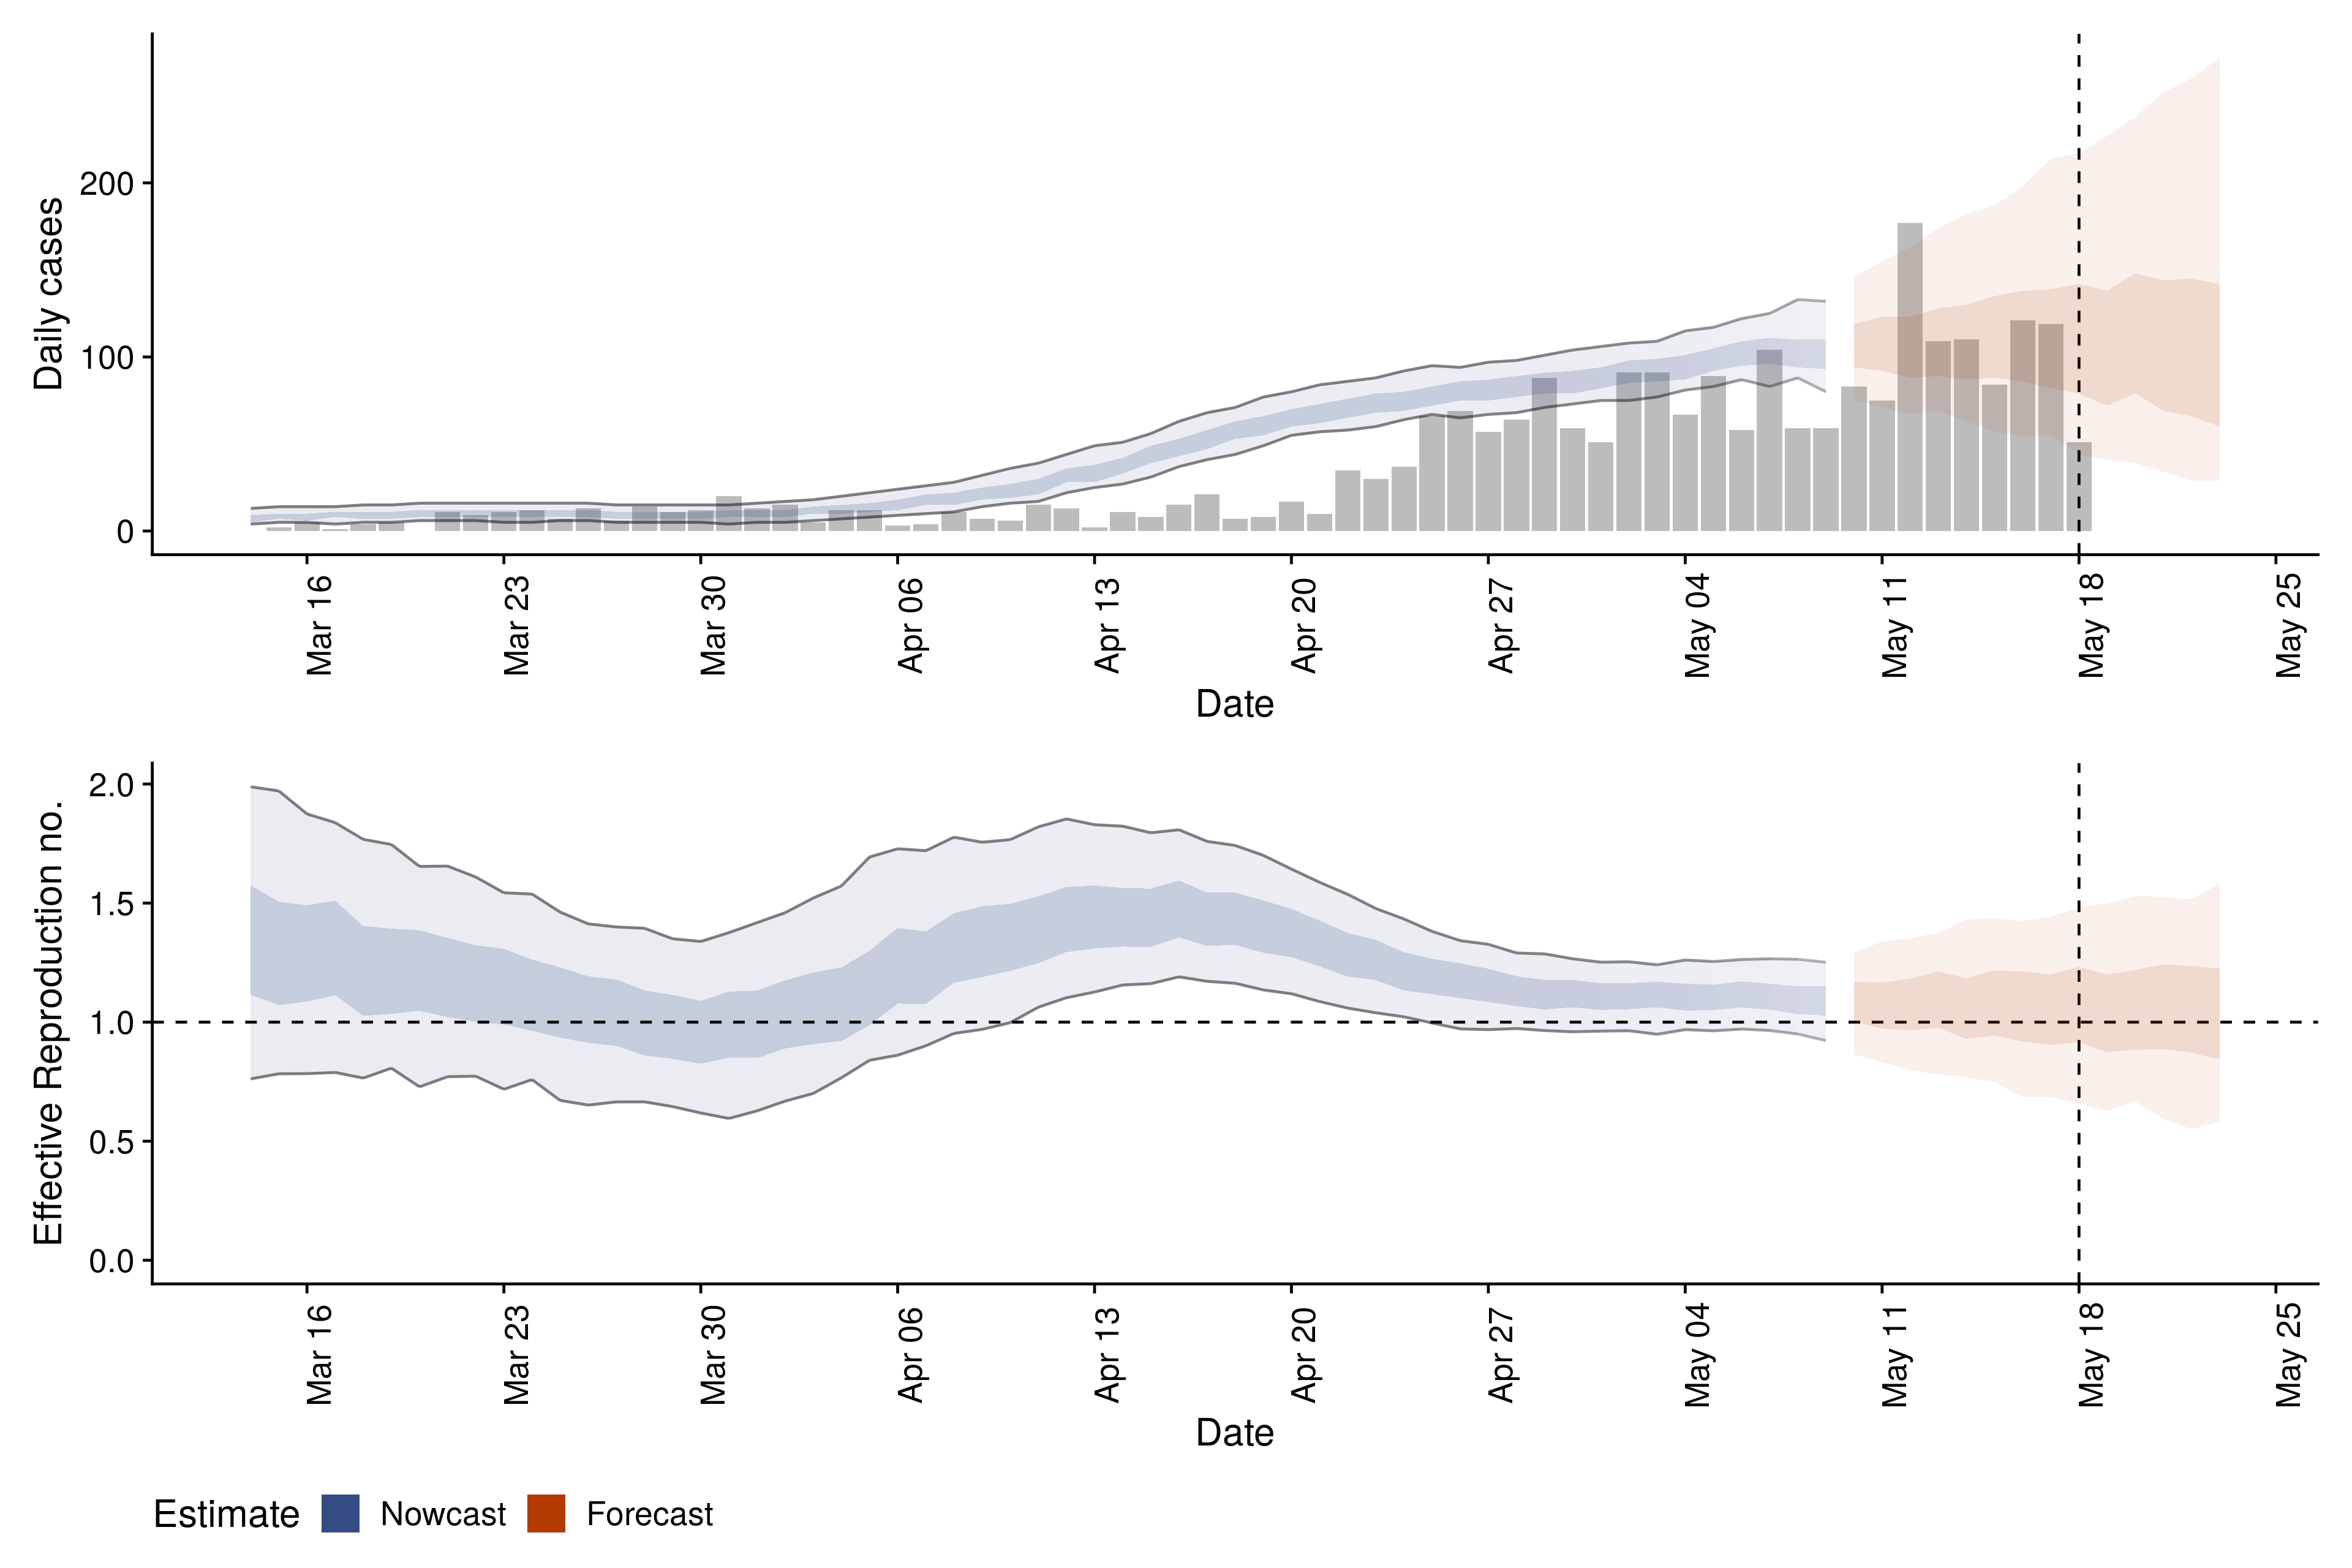 Daily cases
200
100
0
Mar 16
Mar 23
Mar 30
Apr 06
Apr 13
Apr 20
Apr 27
May 04
May 11
May 18
May 25
Date
Effective Reproduction no.
2.0
1.5
1.0
0.5
0.0
Mar 16
Mar 23
Mar 30
Apr 06
Apr 13
Apr 20
Apr 27
May 04
May 11
May 18
May 25
Date
Estimate Nowcast Forecast